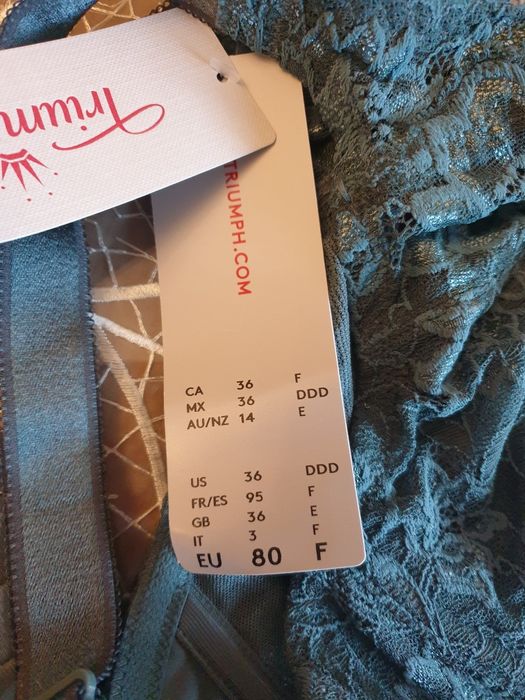 Trium
TRIUMPH.COM
CA 36 F
MX 36 DDD
AU/NZ 14 E
US 36 DDD
FR/ES 95 F
GB 36 E
IT 3 F
EU 80 F